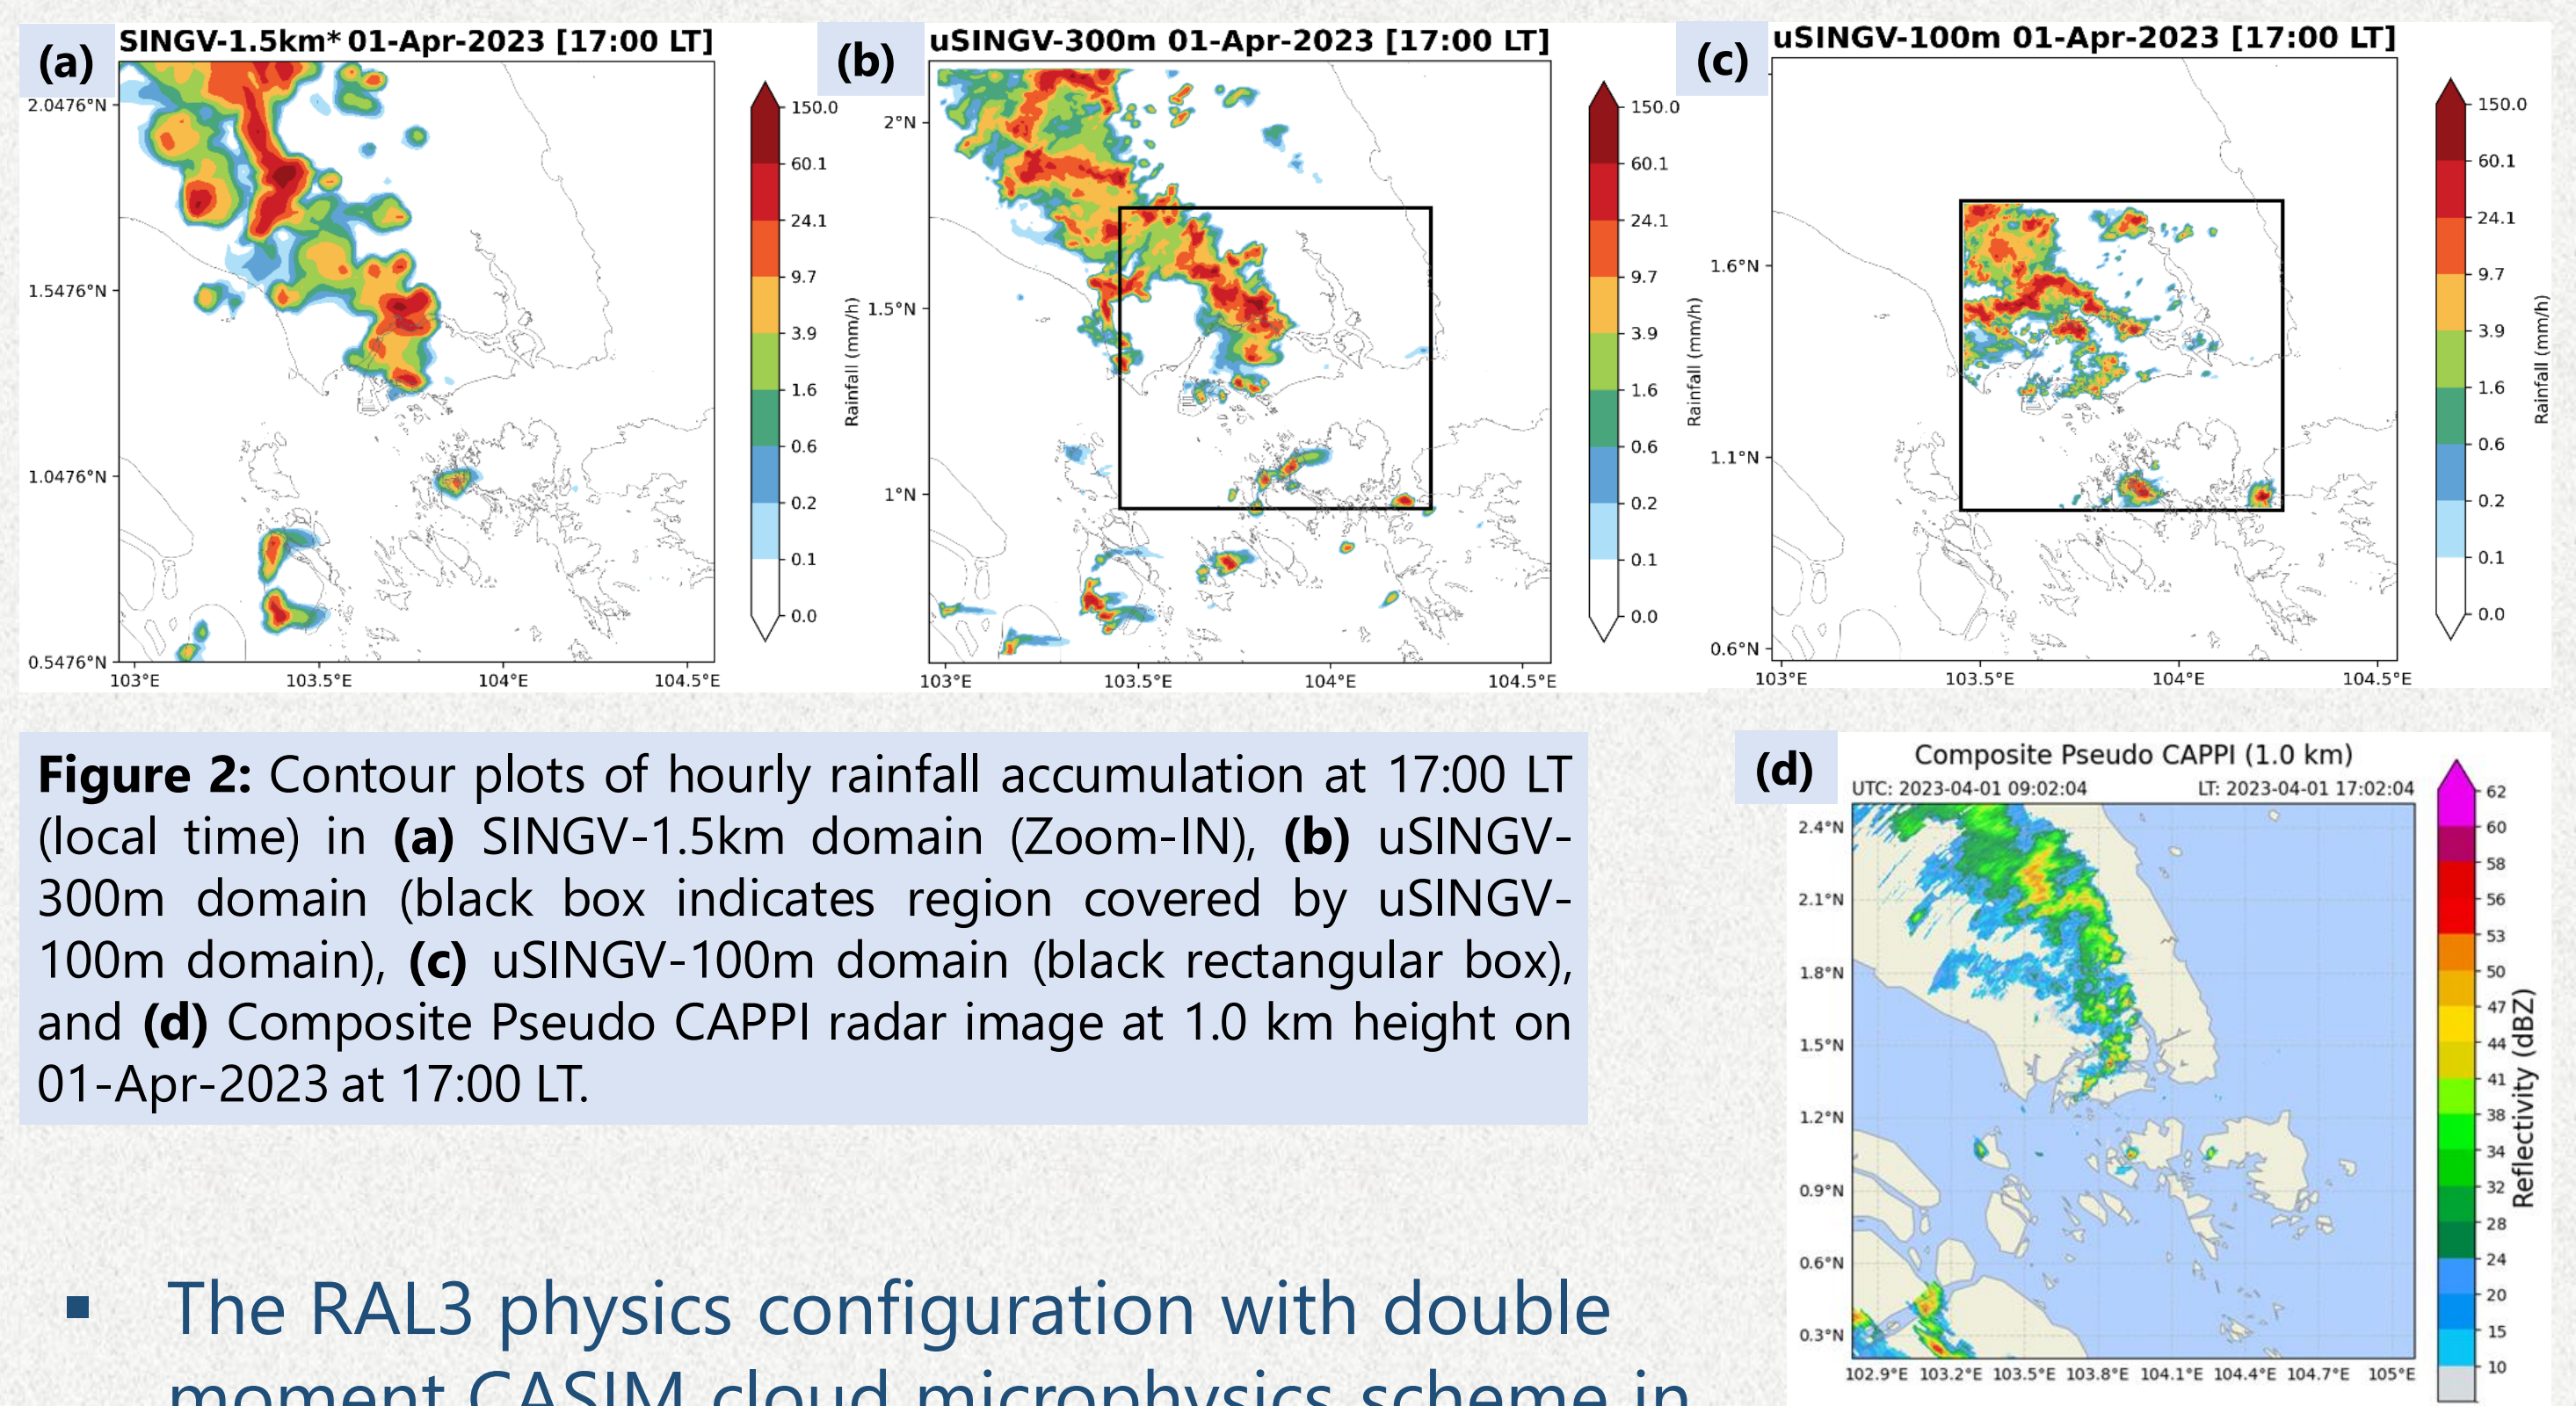 (a)
SINGV-1.5km* 01-Apr-2023 [17:00 LT]
2.0476°N
1.5476°N
1.0476°N
0.5476°N
103°E 103.5°E 104°E 104.5°E
150.0
60.1
24.1
9.7
3.9
1.6
0.6
0.2
0.1
0.0
Rainfall (mm/h)
(b)
uSINGV-300m 01-Apr-2023 [17:00 LT]
2°N
1.5°N
1°N
103°E 103.5°E 104°E 104.5°E
150.0
60.1
24.1
9.7
3.9
1.6
0.6
0.2
0.1
0.0
Rainfall (mm/h)
(c)
uSINGV-100m 01-Apr-2023 [17:00 LT]
1.6°N
1.1°N
0.6°N
103°E 103.5°E 104°E 104.5°E
150.0
60.1
24.1
9.7
3.9
1.6
0.6
0.2
0.1
0.0
Rainfall (mm/h)
Figure 2: Contour plots of hourly rainfall accumulation at 17:00 LT
(local time) in (a) SINGV-1.5km domain (Zoom-IN), (b) uSINGV-
300m domain (black box indicates region covered by uSINGV-
100m domain), (c) uSINGV-100m domain (black rectangular box),
and (d) Composite Pseudo CAPPI radar image at 1.0 km height on
01-Apr-2023 at 17:00 LT.
(d)
Composite Pseudo CAPPI (1.0 km)
UTC: 2023-04-01 09:02:04 LT: 2023-04-01 17:02:04
2.4°N
2.1°N
1.8°N
1.5°N
1.2°N
0.9°N
0.6°N
0.3°N
102.9°E 103.2°E 103.5°E 103.8°E 104.1°E 104.4°E 104.7°E 105°E
62
60
58
56
53
50
47
44
41
38
34
32
28
24
20
15
10
Reflectivity (dBZ)
▪ The RAL3 physics configuration with double
moment CASIM cloud microphysics scheme in